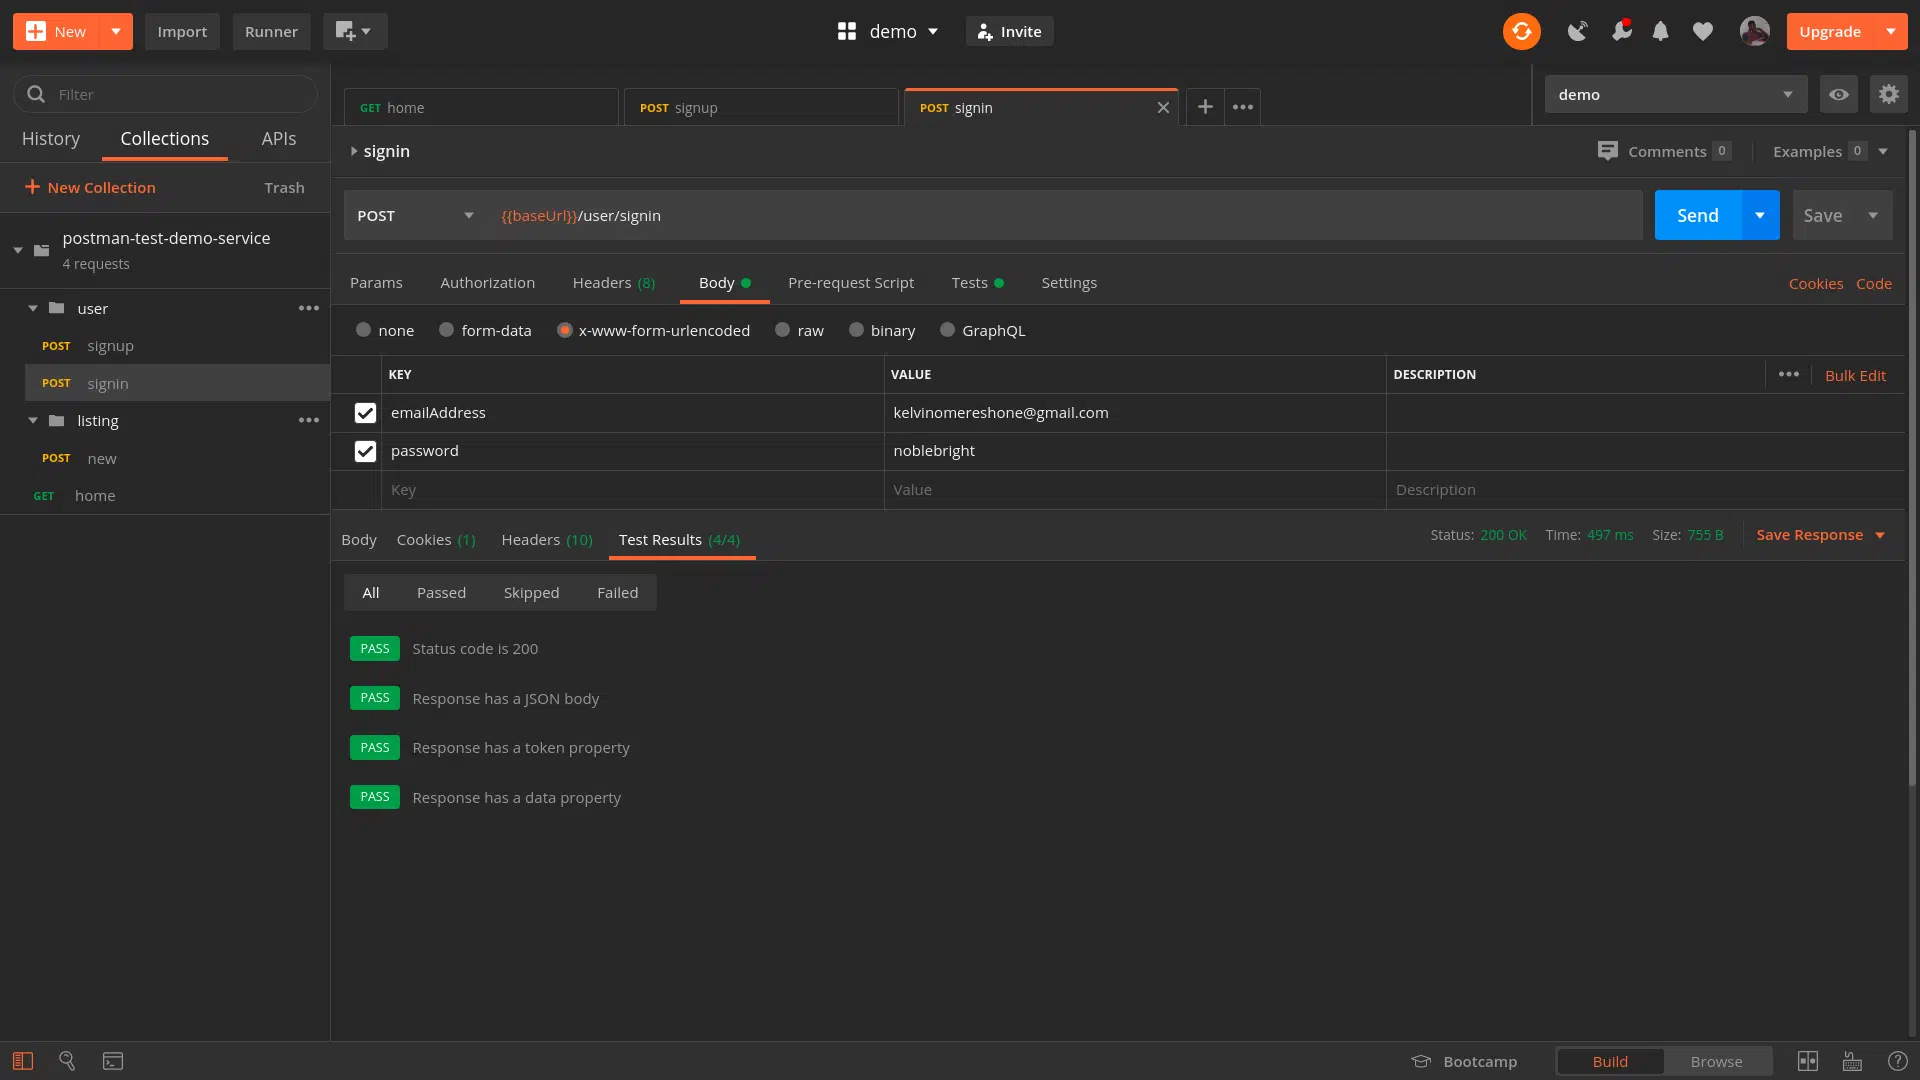 New
Import
Runner
demo
Invite
Upgrade
Filter
GET home
POST signup
POST signin
demo
History
Collections
APIs
signin
Comments 0
Examples 0
New Collection
Trash
POST
{{baseUrl}}/user/signin
Send
Save
postman-test-demo-service
4 requests
Params
Authorization
Headers (8)
Body
Pre-request Script
Tests
Settings
Cookies
Code
user
POST signup
POST signin
listing
POST new
GET home
none
form-data
x-www-form-urlencoded
raw
binary
GraphQL
KEY
VALUE
DESCRIPTION
Bulk Edit
emailAddress
kelvinomereshone@gmail.com
password
noblebright
Key
Value
Description
Body
Cookies (1)
Headers (10)
Test Results (4/4)
Status: 200 OK
Time: 497 ms
Size: 755 B
Save Response
All
Passed
Skipped
Failed
PASS Status code is 200
PASS Response has a JSON body
PASS Response has a token property
PASS Response has a data property
Bootcamp
Build
Browse